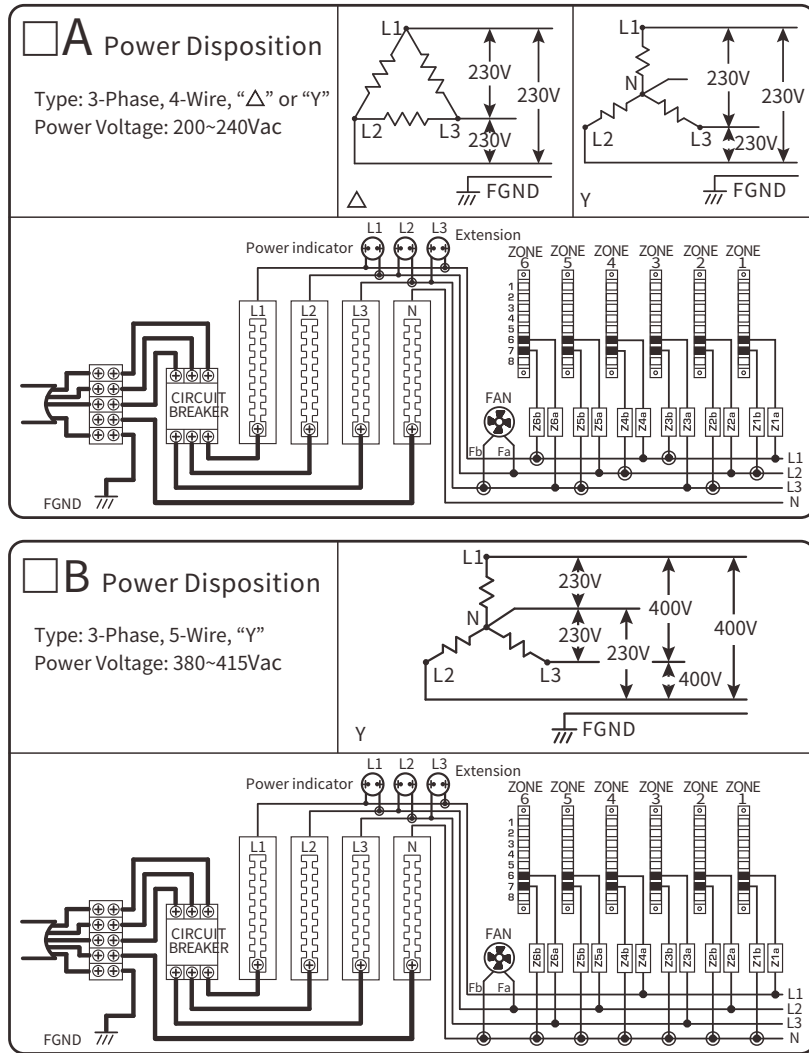 A Power Disposition
Type: 3-Phase, 4-Wire, “△” or “Y”
Power Voltage: 200~240Vac
L1
L2
L3
230V
230V
230V
FGND
△
L1
N
L2
L3
230V
230V
230V
FGND
Y
Power indicator
L1 L2 L3
Extension
L1 L2 L3 N
CIRCUIT
BREAKER
FGND
ZONE ZONE ZONE ZONE ZONE ZONE
6 5 4 3 2 1
1
2
3
4
5
6
7
8
FAN
Fb Fa
Z6b Z6a Z5b Z5a Z4b Z4a Z3b Z3a Z2b Z2a Z1b Z1a
L1
L2
L3
N
B Power Disposition
Type: 3-Phase, 5-Wire, “Y”
Power Voltage: 380~415Vac
L1
N
L2
L3
230V
230V
230V
400V
400V
400V
FGND
Y
Power indicator
L1 L2 L3
Extension
L1 L2 L3 N
CIRCUIT
BREAKER
FGND
ZONE ZONE ZONE ZONE ZONE ZONE
6 5 4 3 2 1
1
2
3
4
5
6
7
8
FAN
Fb Fa
Z6b Z6a Z5b Z5a Z4b Z4a Z3b Z3a Z2b Z2a Z1b Z1a
L1
L2
L3
N